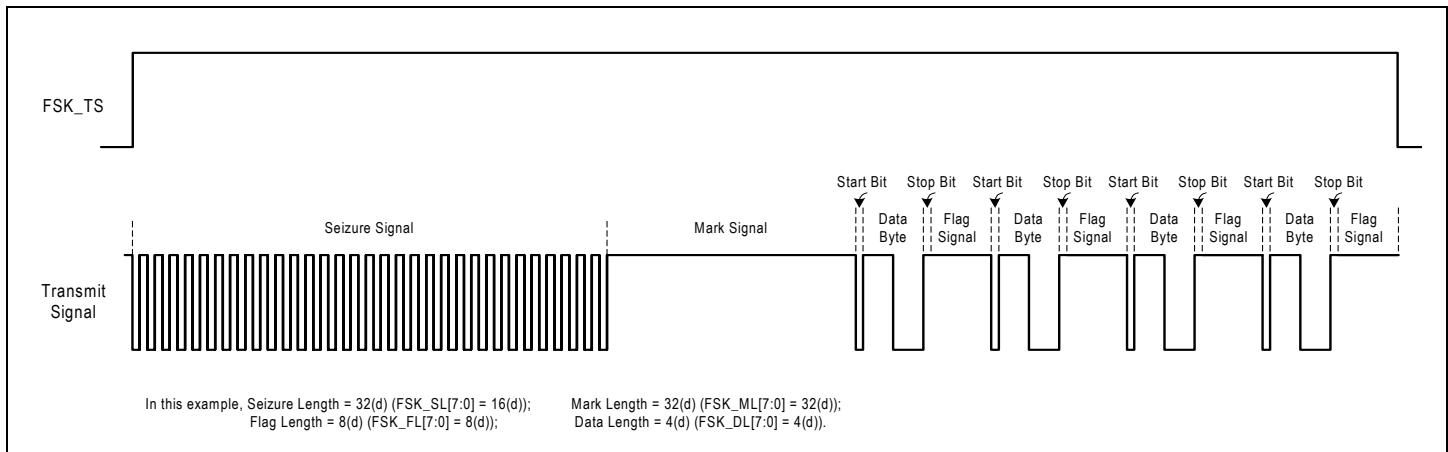 FSK_TS
Start Bit Stop Bit Start Bit Stop Bit Start Bit Stop Bit Start Bit Stop Bit
Seizure Signal Mark Signal Data Flag Data Flag Data Flag Data Flag
Byte Signal Byte Signal Byte Signal Byte Signal
Transmit
Signal
In this example, Seizure Length = 32(d) (FSK_SL[7:0] = 16(d)); Mark Length = 32(d) (FSK_ML[7:0] = 32(d));
Flag Length = 8(d) (FSK_FL[7:0] = 8(d)); Data Length = 4(d) (FSK_DL[7:0] = 4(d)).